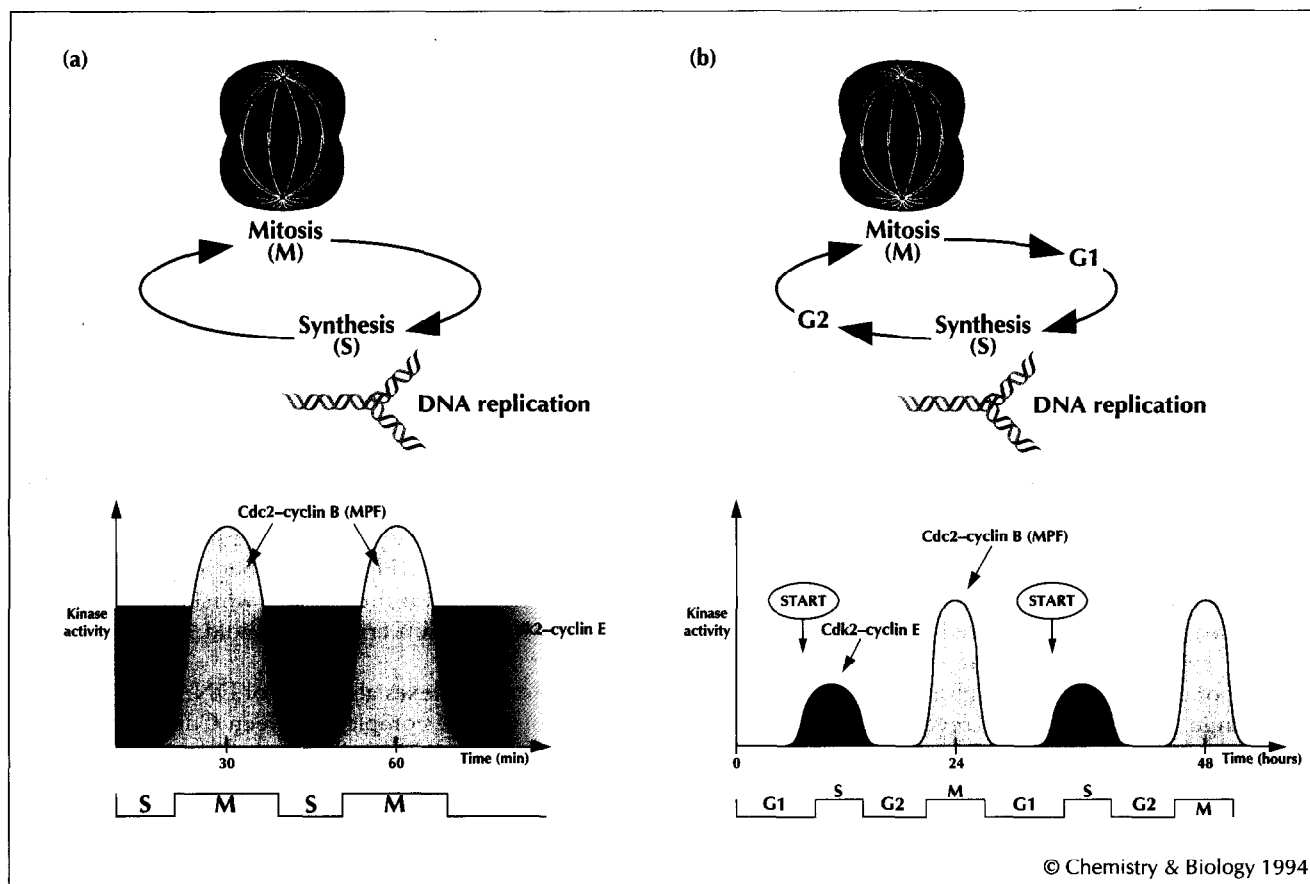 (a)
Mitosis
(M)
Synthesis
(S)
DNA replication
Cdc2–cyclin B (MPF)
Kinase
activity
2–cyclin E
30
60
Time (min)
S
M
S
M
(b)
Mitosis
(M)
G1
G2
Synthesis
(S)
DNA replication
Cdc2–cyclin B (MPF)
START
START
Kinase
activity
Cdk2–cyclin E
0
24
48
Time (hours)
G1
S
G2
M
G1
S
G2
M
© Chemistry & Biology 1994